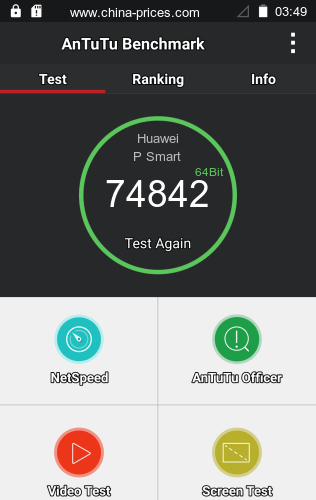 www.china-prices.com 03:49
AnTuTu Benchmark
Test Ranking Info
Huawei
P Smart
64Bit
74842
Test Again
NetSpeed AnTuTu Officer
Video Test Screen Test